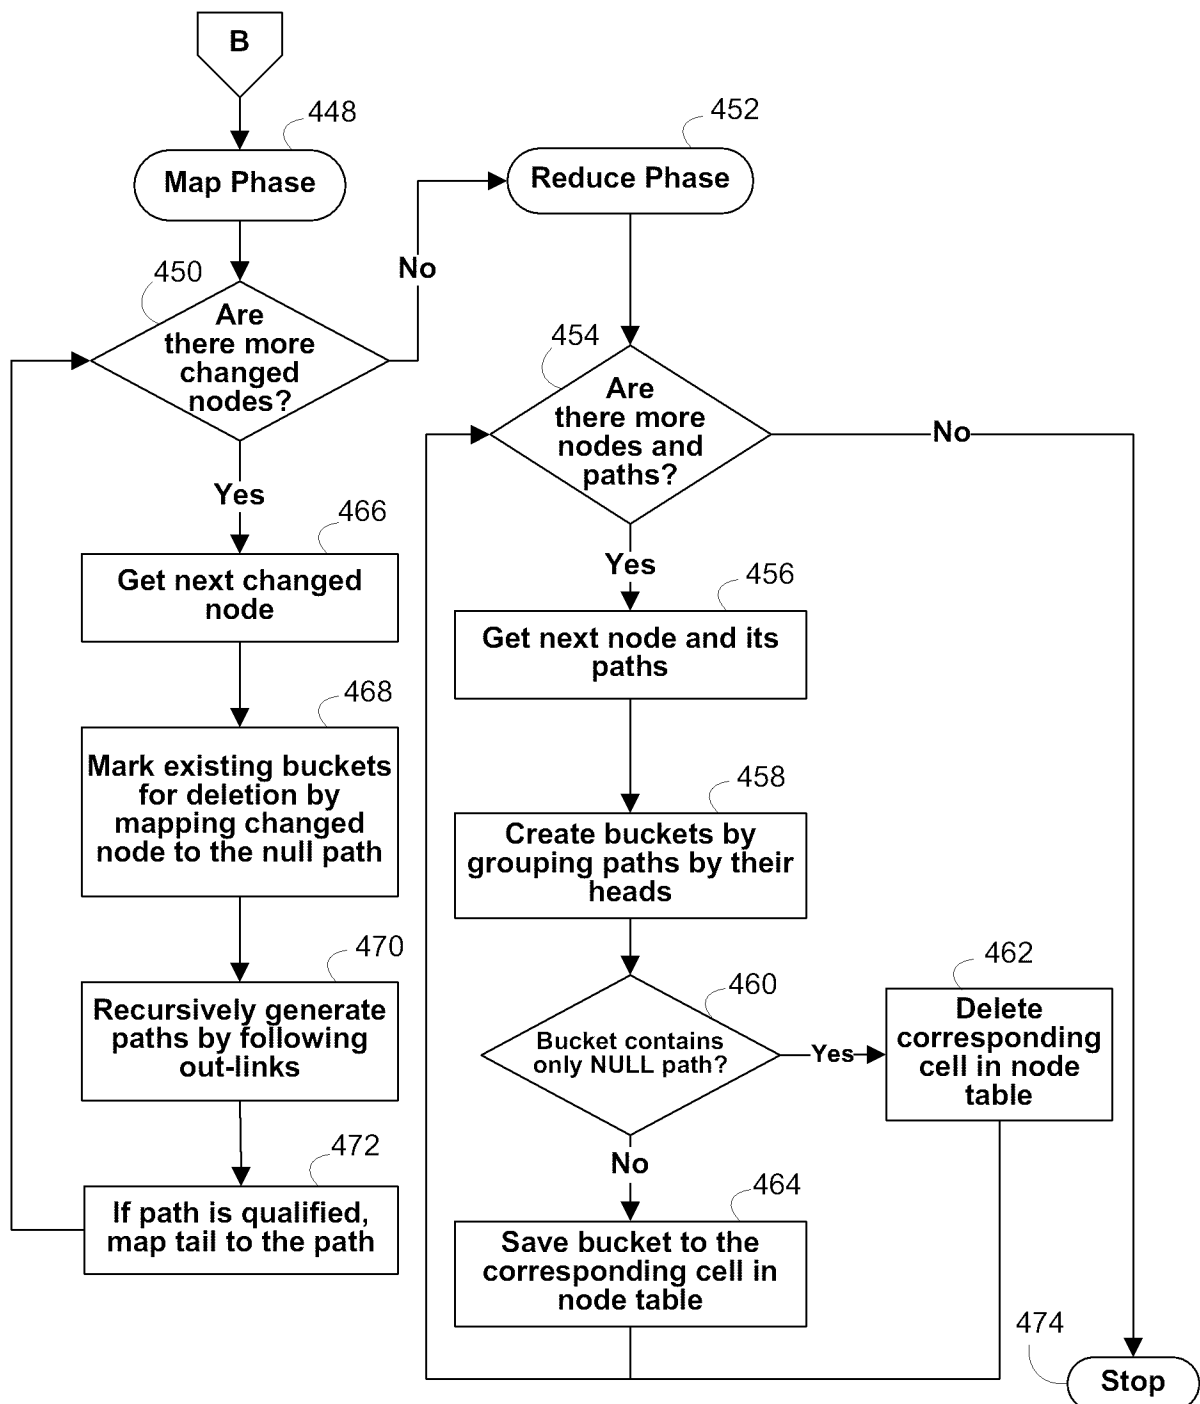 B
448
Map Phase
450
Are
there more
changed
nodes?
No
Yes
466
Get next changed
node
468
Mark existing buckets
for deletion by
mapping changed
node to the null path
470
Recursively generate
paths by following
out-links
472
If path is qualified,
map tail to the path
452
Reduce Phase
454
Are
there more
nodes and
paths?
No
Yes
456
Get next node and its
paths
458
Create buckets by
grouping paths by their
heads
460
Bucket contains
only NULL path?
Yes
462
Delete
corresponding
cell in node
table
No
464
Save bucket to the
corresponding cell in
node table
474
Stop